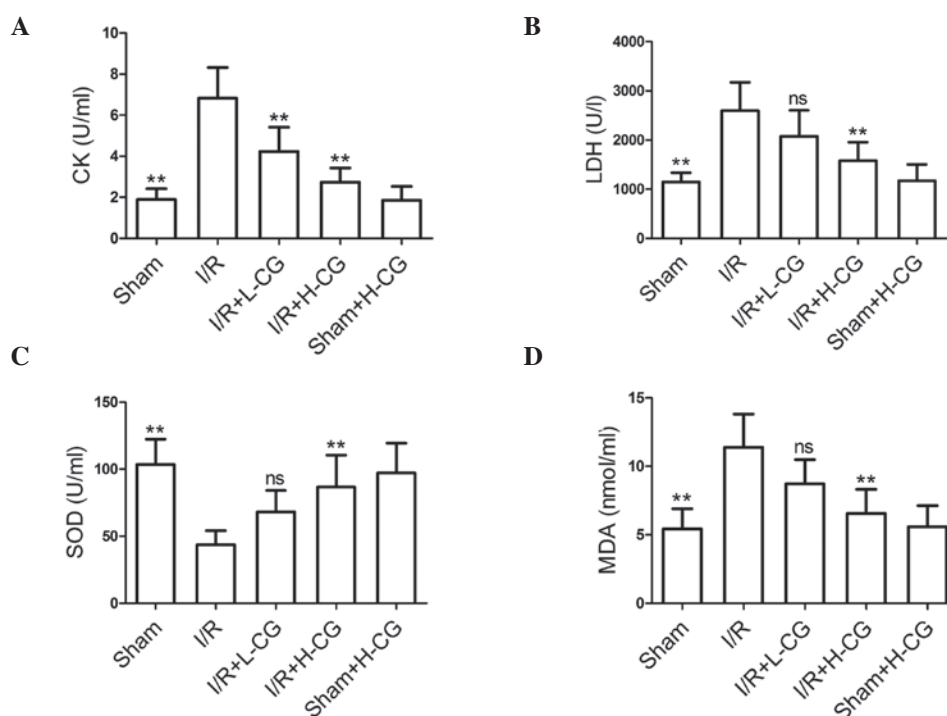 A
CK (U/ml)
10
8
6
4
2
0
**
**
**
Sham
I/R
I/R+L-CG
I/R+H-CG
Sham+H-CG
B
LDH (U/l)
4000
3000
2000
1000
0
**
ns
**
Sham
I/R
I/R+L-CG
I/R+H-CG
Sham+H-CG
C
SOD (U/ml)
150
100
50
0
**
ns
**
Sham
I/R
I/R+L-CG
I/R+H-CG
Sham+H-CG
D
MDA (nmol/ml)
15
10
5
0
**
ns
**
Sham
I/R
I/R+L-CG
I/R+H-CG
Sham+H-CG